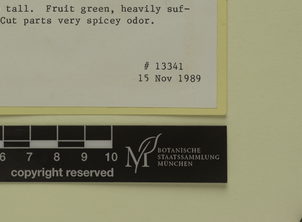 tall. Fruit green, heavily suf-
Cut parts very spicey odor.
# 13341
15 Nov 1989
6 7 8 9 10
copyright reserved
M
BOTANISCHE
STAATSSAMMLUNG
MÜNCHEN